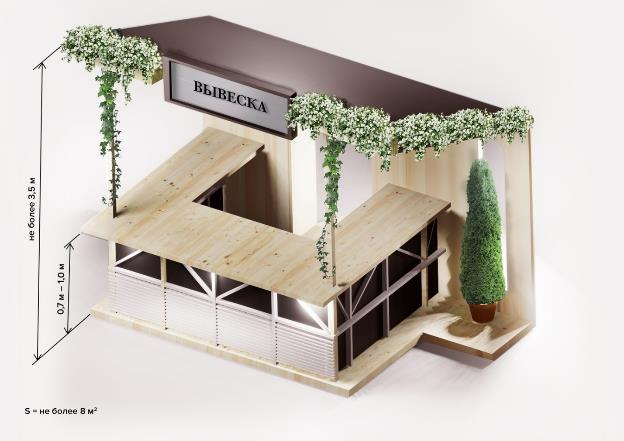 ВЫВЕСКА
не более 3,5 м
0,7 м – 1,0 м
S = не более 8 м²